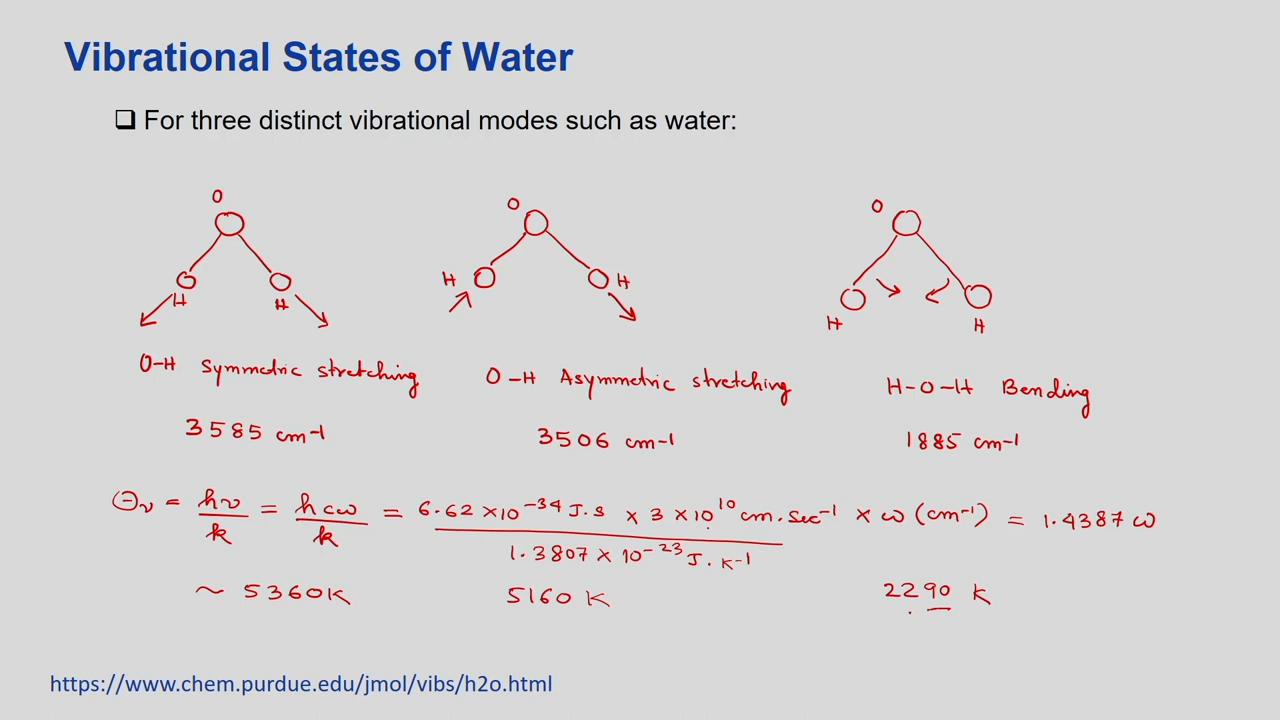 Vibrational States of Water
❑ For three distinct vibrational modes such as water:
O O O
H H H H H H
O-H Symmetric stretching O-H Asymmetric stretching H-O-H Bending
3585 cm-1 3506 cm-1 1885 cm-1
Θν = hν/k = hcω/k = 6.62 × 10^-34 J.s × 3 × 10^10 cm.sec^-1 × ω (cm^-1) / 1.3807 × 10^-23 J.K^-1 = 1.4387 ω
~ 5360K 5160 K 2290 K
https://www.chem.purdue.edu/jmol/vibs/h2o.html